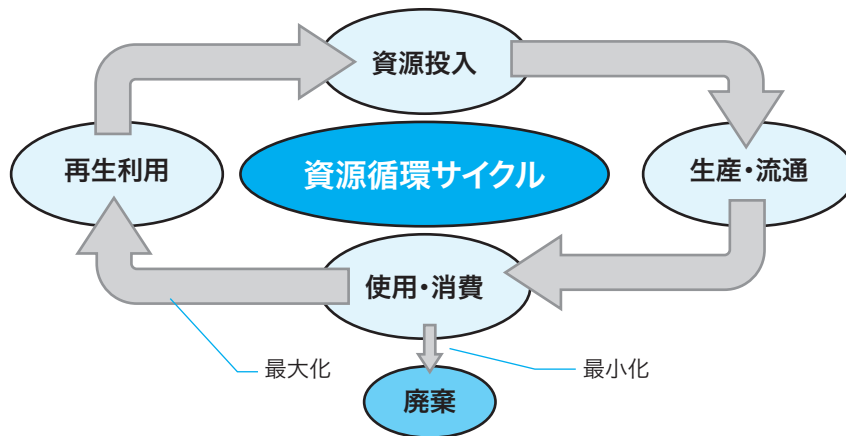 資源投入
再生利用
資源循環サイクル
生産・流通
使用・消費
最大化
最小化
廃棄